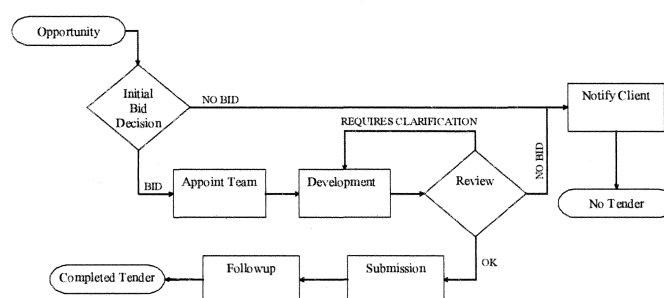 Opportunity
Initial
Bid
Decision
NO BID
Notify Client
REQUIRES CLARIFICATION
BID
Appoint Team
Development
Review
NO BID
No Tender
OK
Completed Tender
Followup
Submission